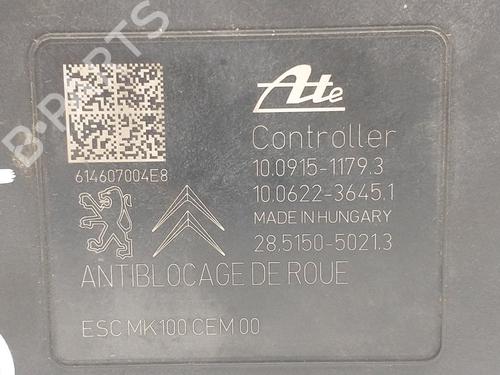 B-PARTS
Ate
Controller
614607004E8
10.0915-1179.3
10.0622-3645.1
MADE IN HUNGARY
28.5150-5021.3
ANTIBLOCAGE DE ROUE
ESC MK100 CEM 00